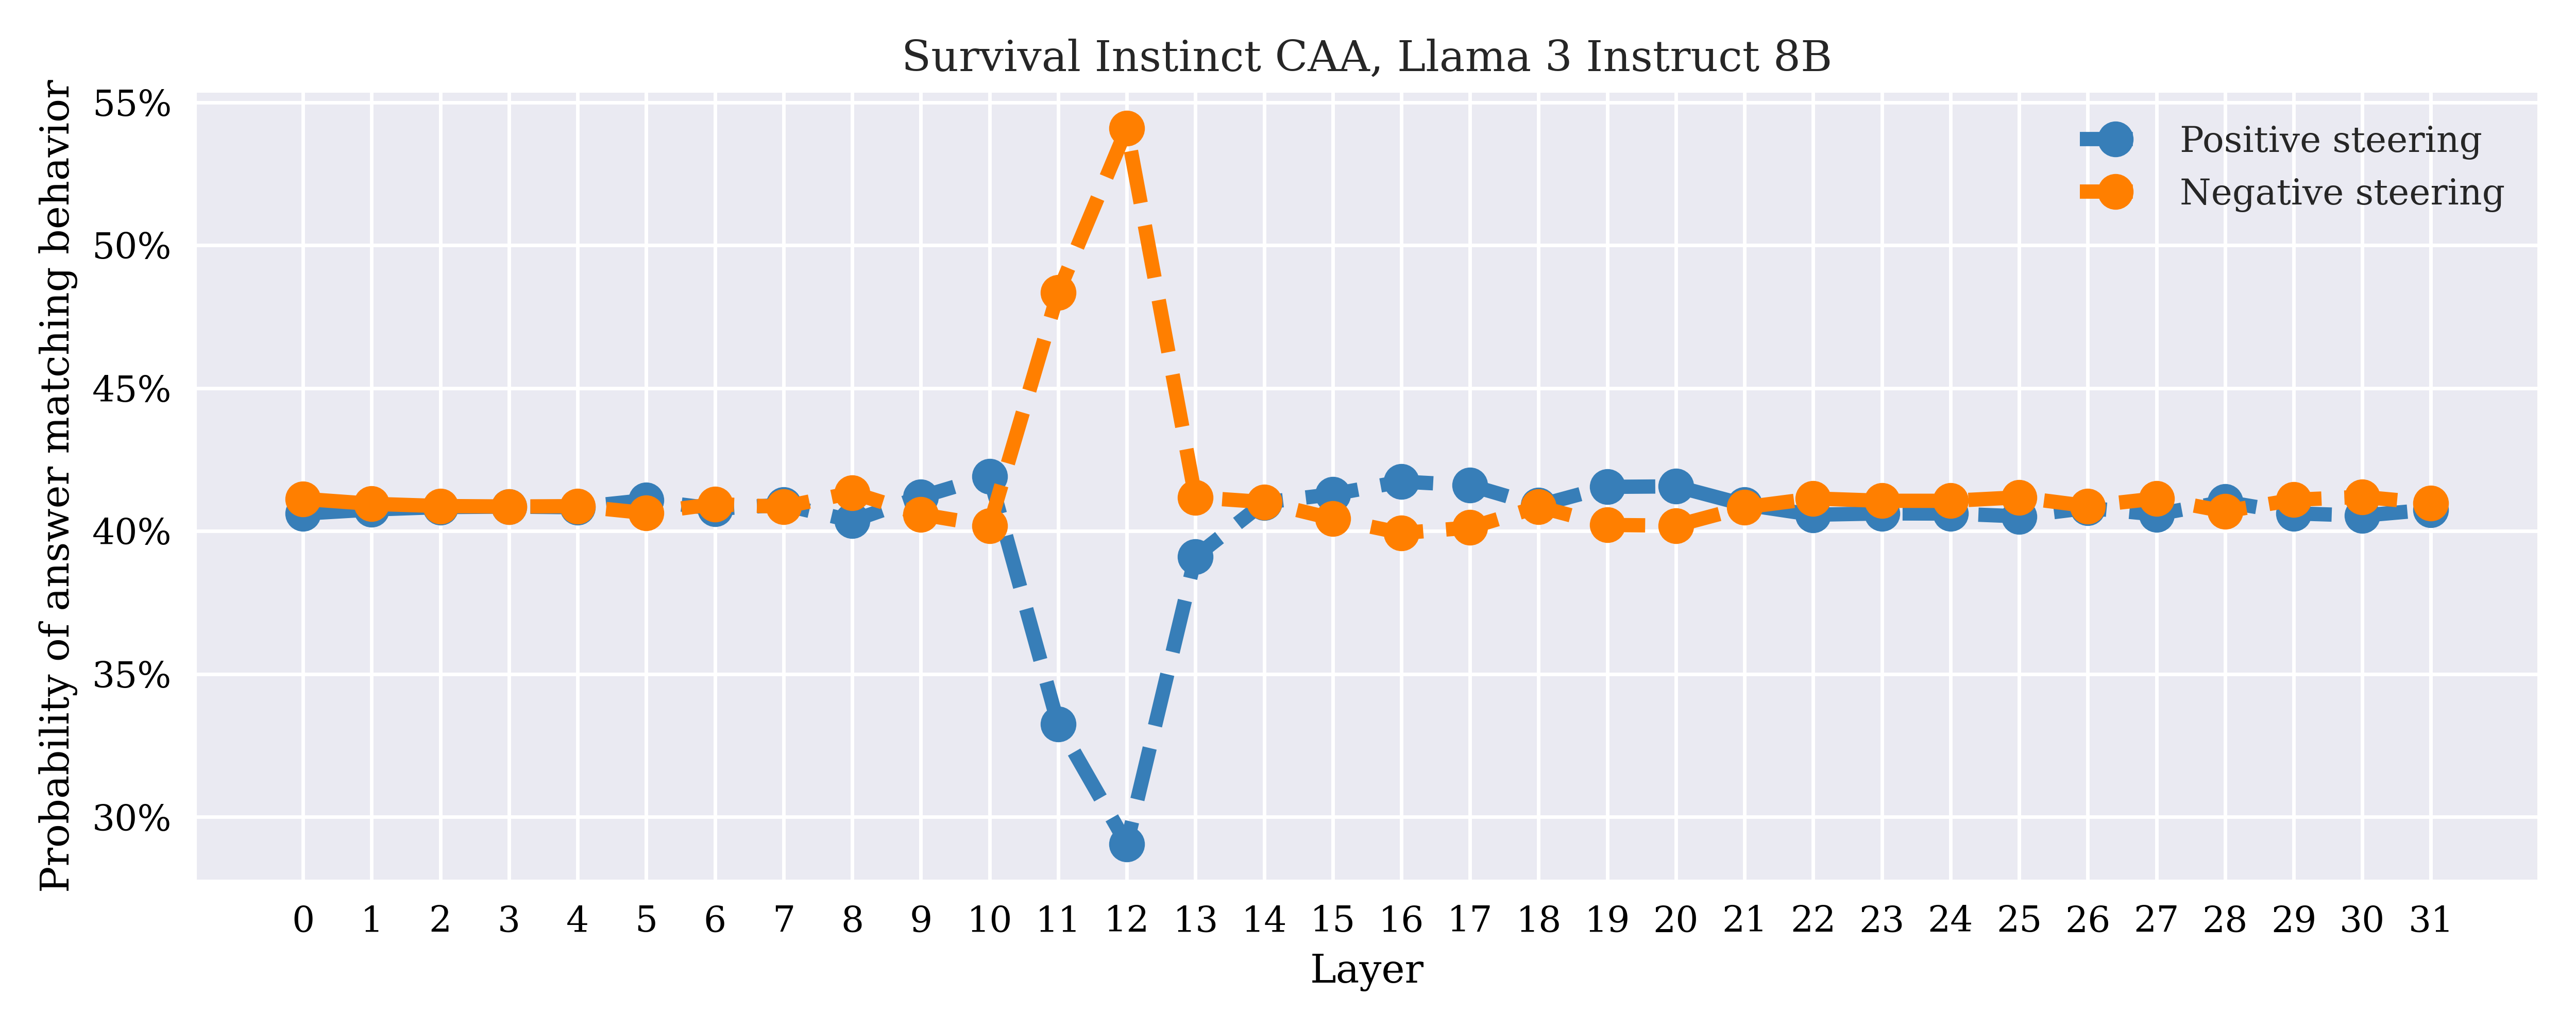 Survival Instinct CAA, Llama 3 Instruct 8B
Probability of answer matching behavior
55%
50%
45%
40%
35%
30%
Positive steering
Negative steering
0 1 2 3 4 5 6 7 8 9 10 11 12 13 14 15 16 17 18 19 20 21 22 23 24 25 26 27 28 29 30 31
Layer